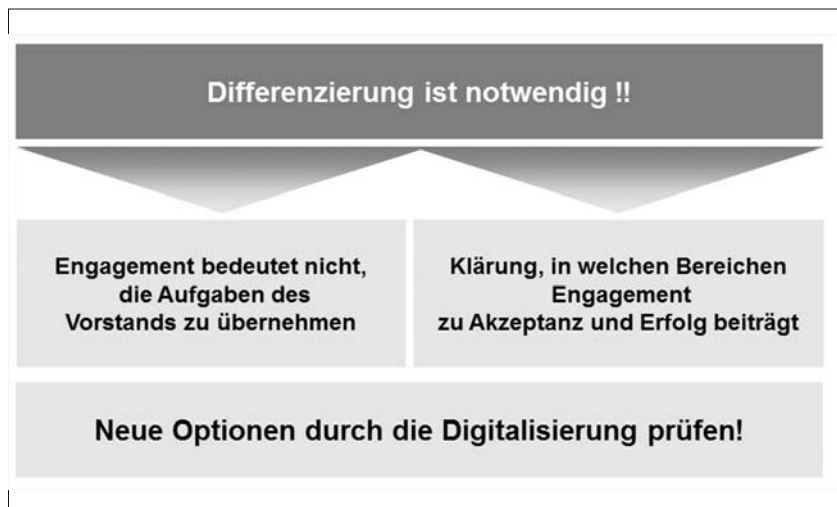 Differenzierung ist notwendig !!
Engagement bedeutet nicht,
die Aufgaben des
Vorstands zu übernehmen
Klärung, in welchen Bereichen
Engagement
zu Akzeptanz und Erfolg beiträgt
Neue Optionen durch die Digitalisierung prüfen!